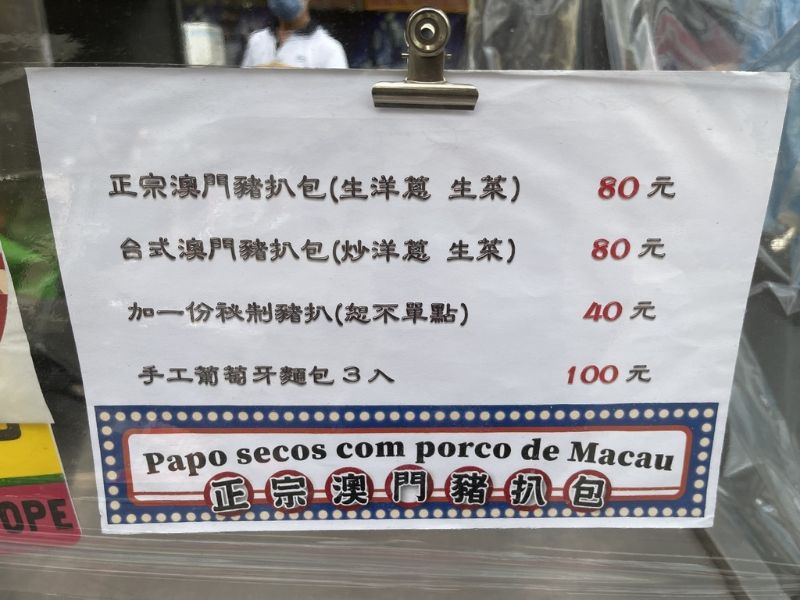 正宗澳門豬扒包(生洋蔥 生菜) 80元
台式澳門豬扒包(炒洋蔥 生菜) 80元
加一份祕制豬扒(恕不單點) 40元
手工葡萄牙麵包3入 100元
Papo secos com porco de Macau
正宗澳門豬扒包
OPE